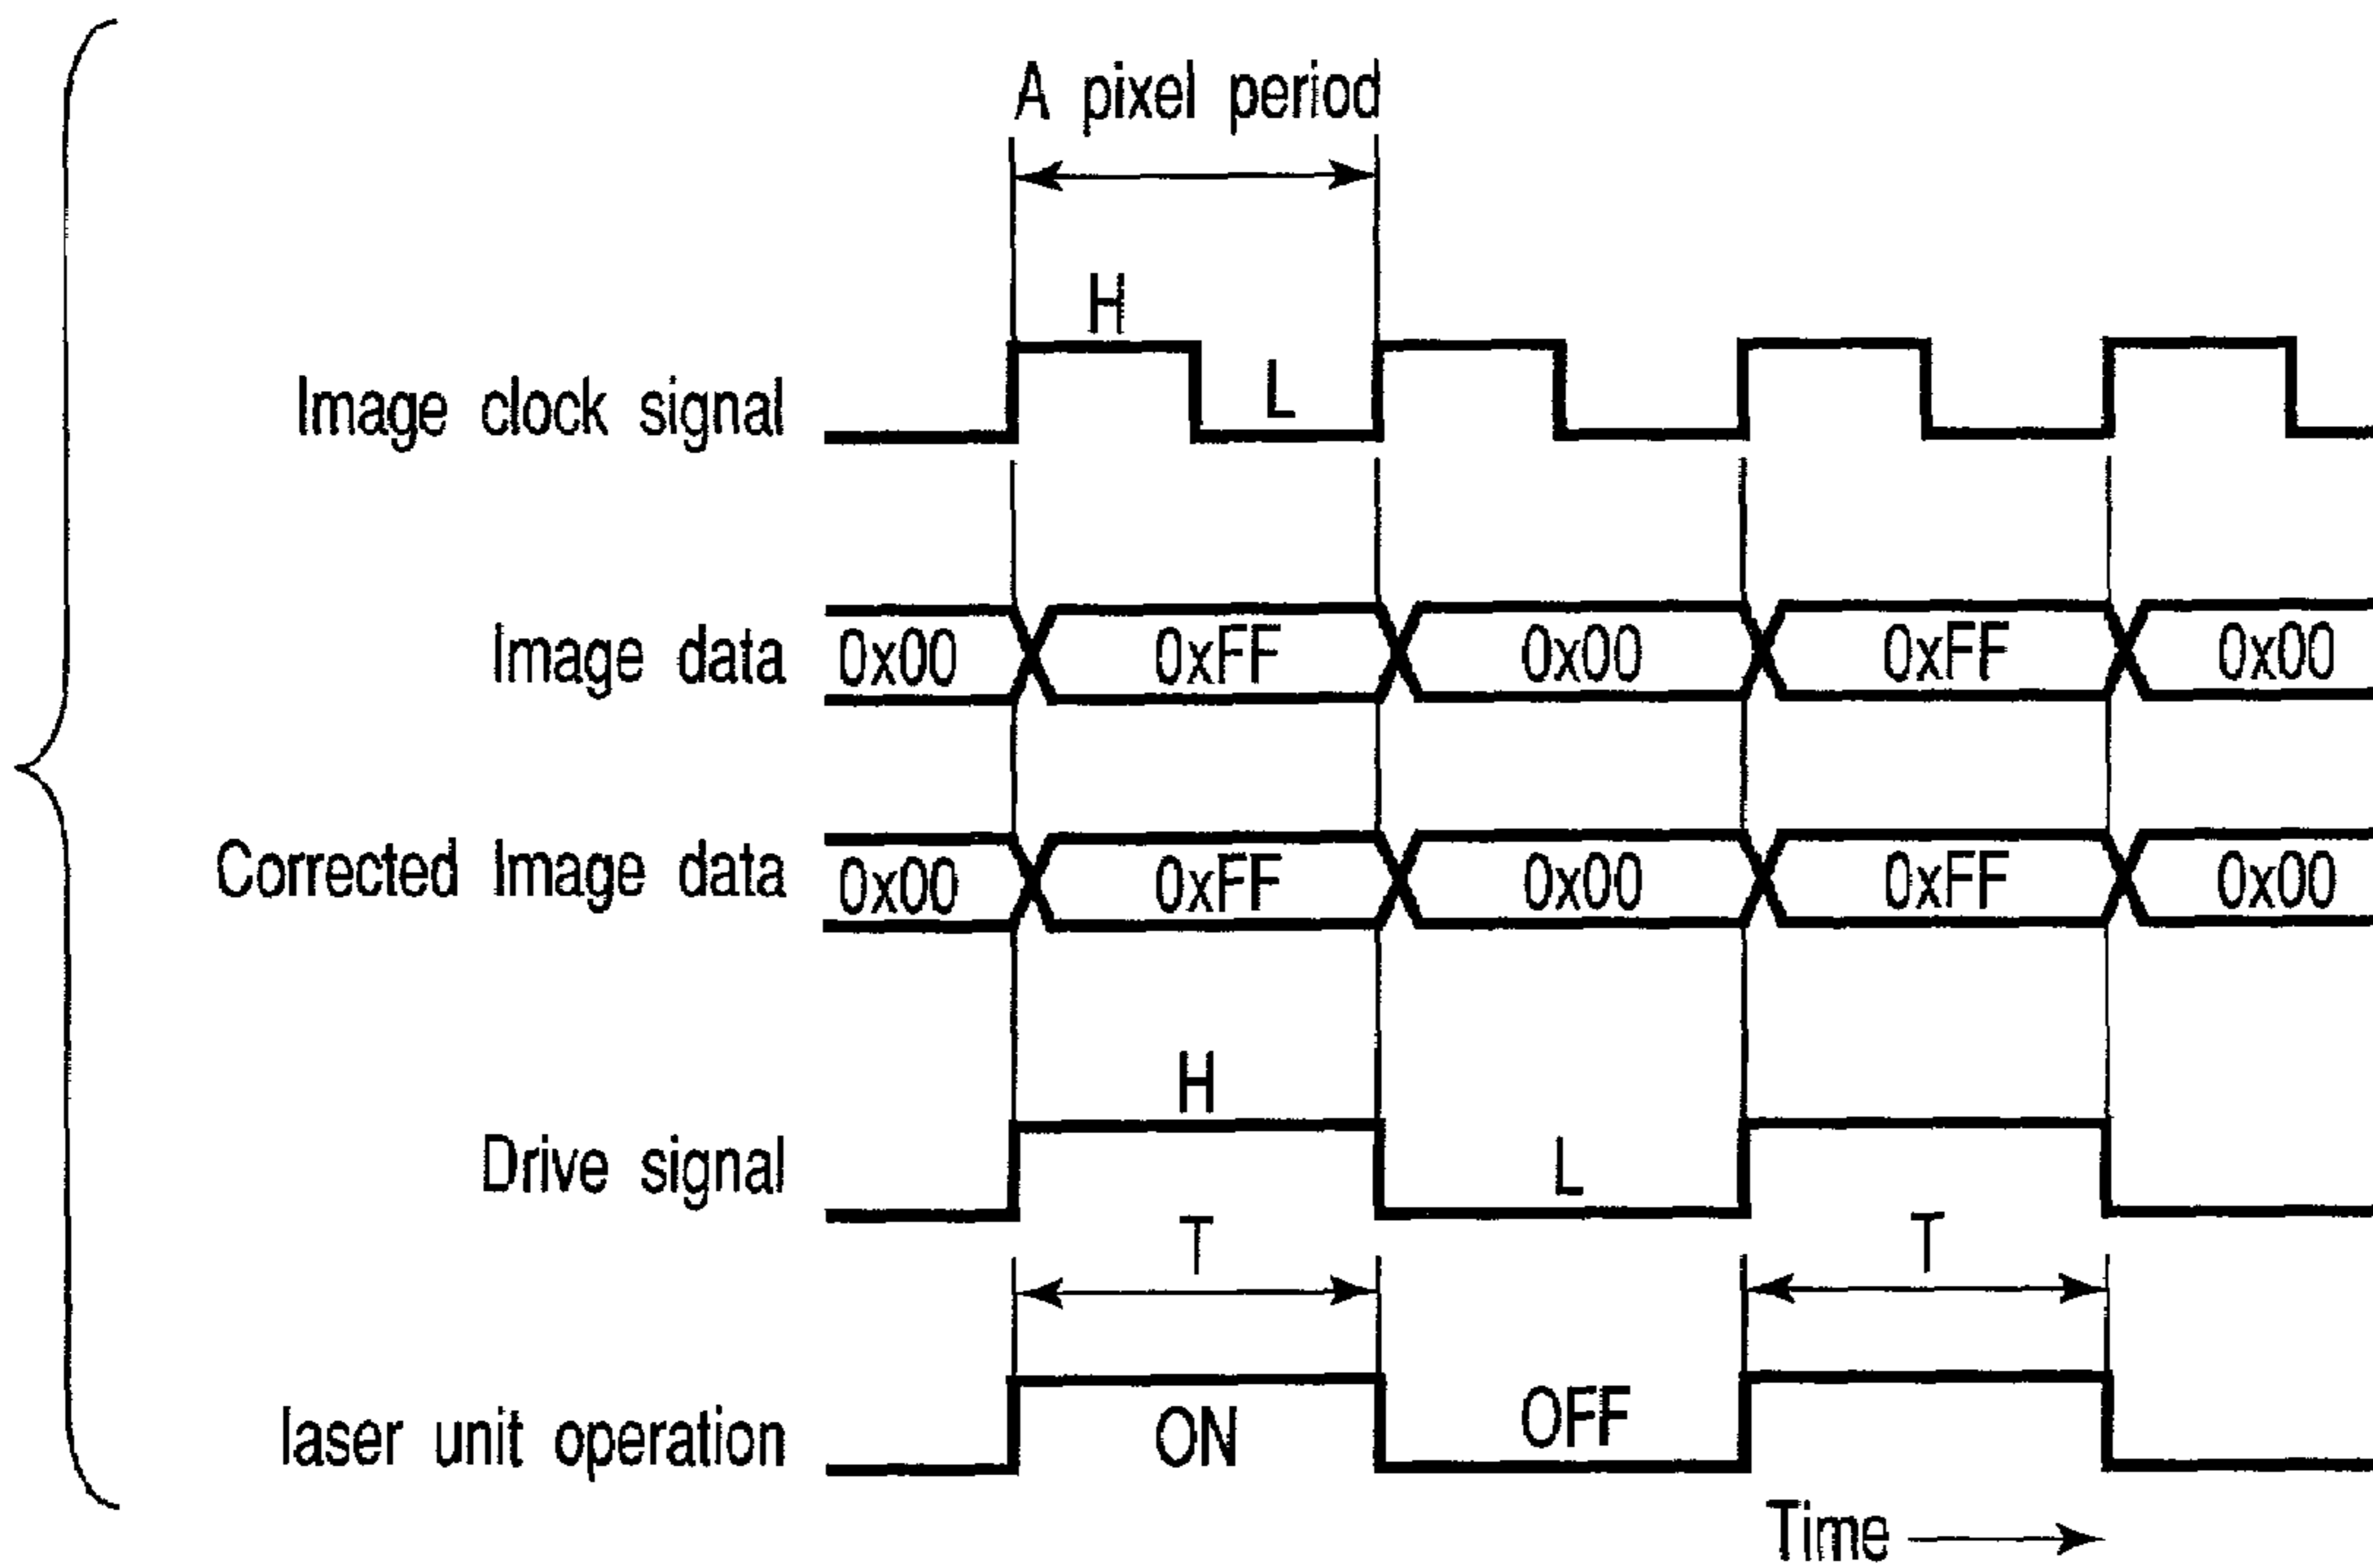 A pixel period
H
L
Image clock signal
Image data 0x00 0xFF 0x00 0xFF 0x00
Corrected Image data 0x00 0xFF 0x00 0xFF 0x00
H
Drive signal L
T T
laser unit operation ON OFF
Time